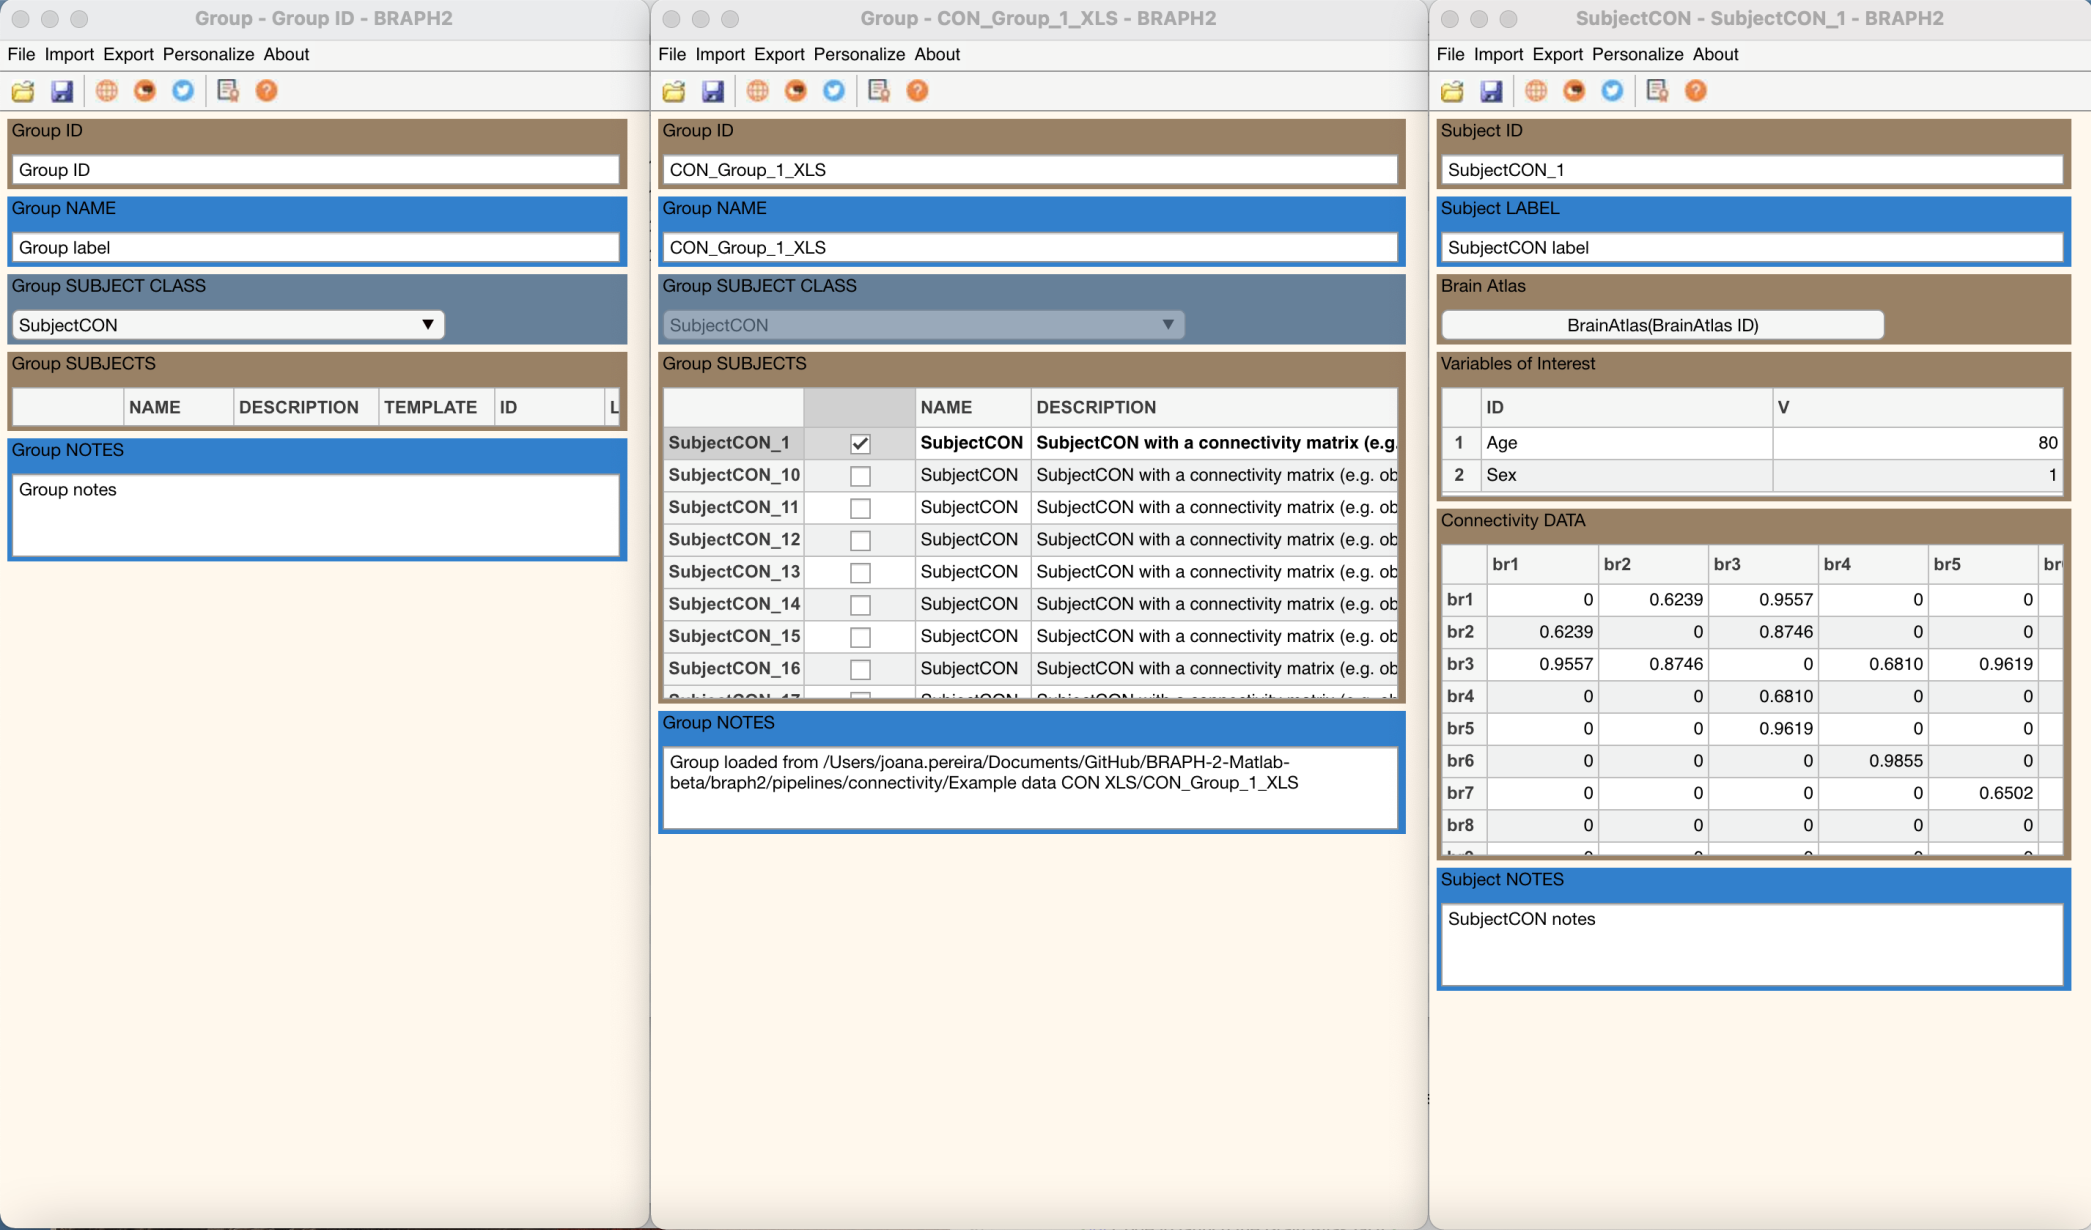 Group - Group ID - BRAPH2
File Import Export Personalize About
Group ID
Group ID
Group NAME
Group label
Group SUBJECT CLASS
SubjectCON
Group SUBJECTS
NAME DESCRIPTION TEMPLATE ID L
Group NOTES
Group notes
Group - CON_Group_1_XLS - BRAPH2
File Import Export Personalize About
Group ID
CON_Group_1_XLS
Group NAME
CON_Group_1_XLS
Group SUBJECT CLASS
SubjectCON
Group SUBJECTS
NAME DESCRIPTION
SubjectCON_1 SubjectCON SubjectCON with a connectivity matrix (e.g.
SubjectCON_10 SubjectCON SubjectCON with a connectivity matrix (e.g. ob
SubjectCON_11 SubjectCON SubjectCON with a connectivity matrix (e.g. ob
SubjectCON_12 SubjectCON SubjectCON with a connectivity matrix (e.g. ob
SubjectCON_13 SubjectCON SubjectCON with a connectivity matrix (e.g. ob
SubjectCON_14 SubjectCON SubjectCON with a connectivity matrix (e.g. ob
SubjectCON_15 SubjectCON SubjectCON with a connectivity matrix (e.g. ob
SubjectCON_16 SubjectCON SubjectCON with a connectivity matrix (e.g. ob
Group NOTES
Group loaded from /Users/joana.pereira/Documents/GitHub/BRAPH-2-Matlab-
beta/braph2/pipelines/connectivity/Example data CON XLS/CON_Group_1_XLS
SubjectCON - SubjectCON_1 - BRAPH2
File Import Export Personalize About
Subject ID
SubjectCON_1
Subject LABEL
SubjectCON label
Brain Atlas
BrainAtlas(BrainAtlas ID)
Variables of Interest
ID V
1 Age 80
2 Sex 1
Connectivity DATA
br1 br2 br3 br4 br5 br
br1 0 0.6239 0.9557 0 0
br2 0.6239 0 0.8746 0 0
br3 0.9557 0.8746 0 0.6810 0.9619
br4 0 0 0.6810 0 0
br5 0 0 0.9619 0 0
br6 0 0 0 0.9855 0
br7 0 0 0 0 0.6502
br8 0 0 0 0 0
Subject NOTES
SubjectCON notes